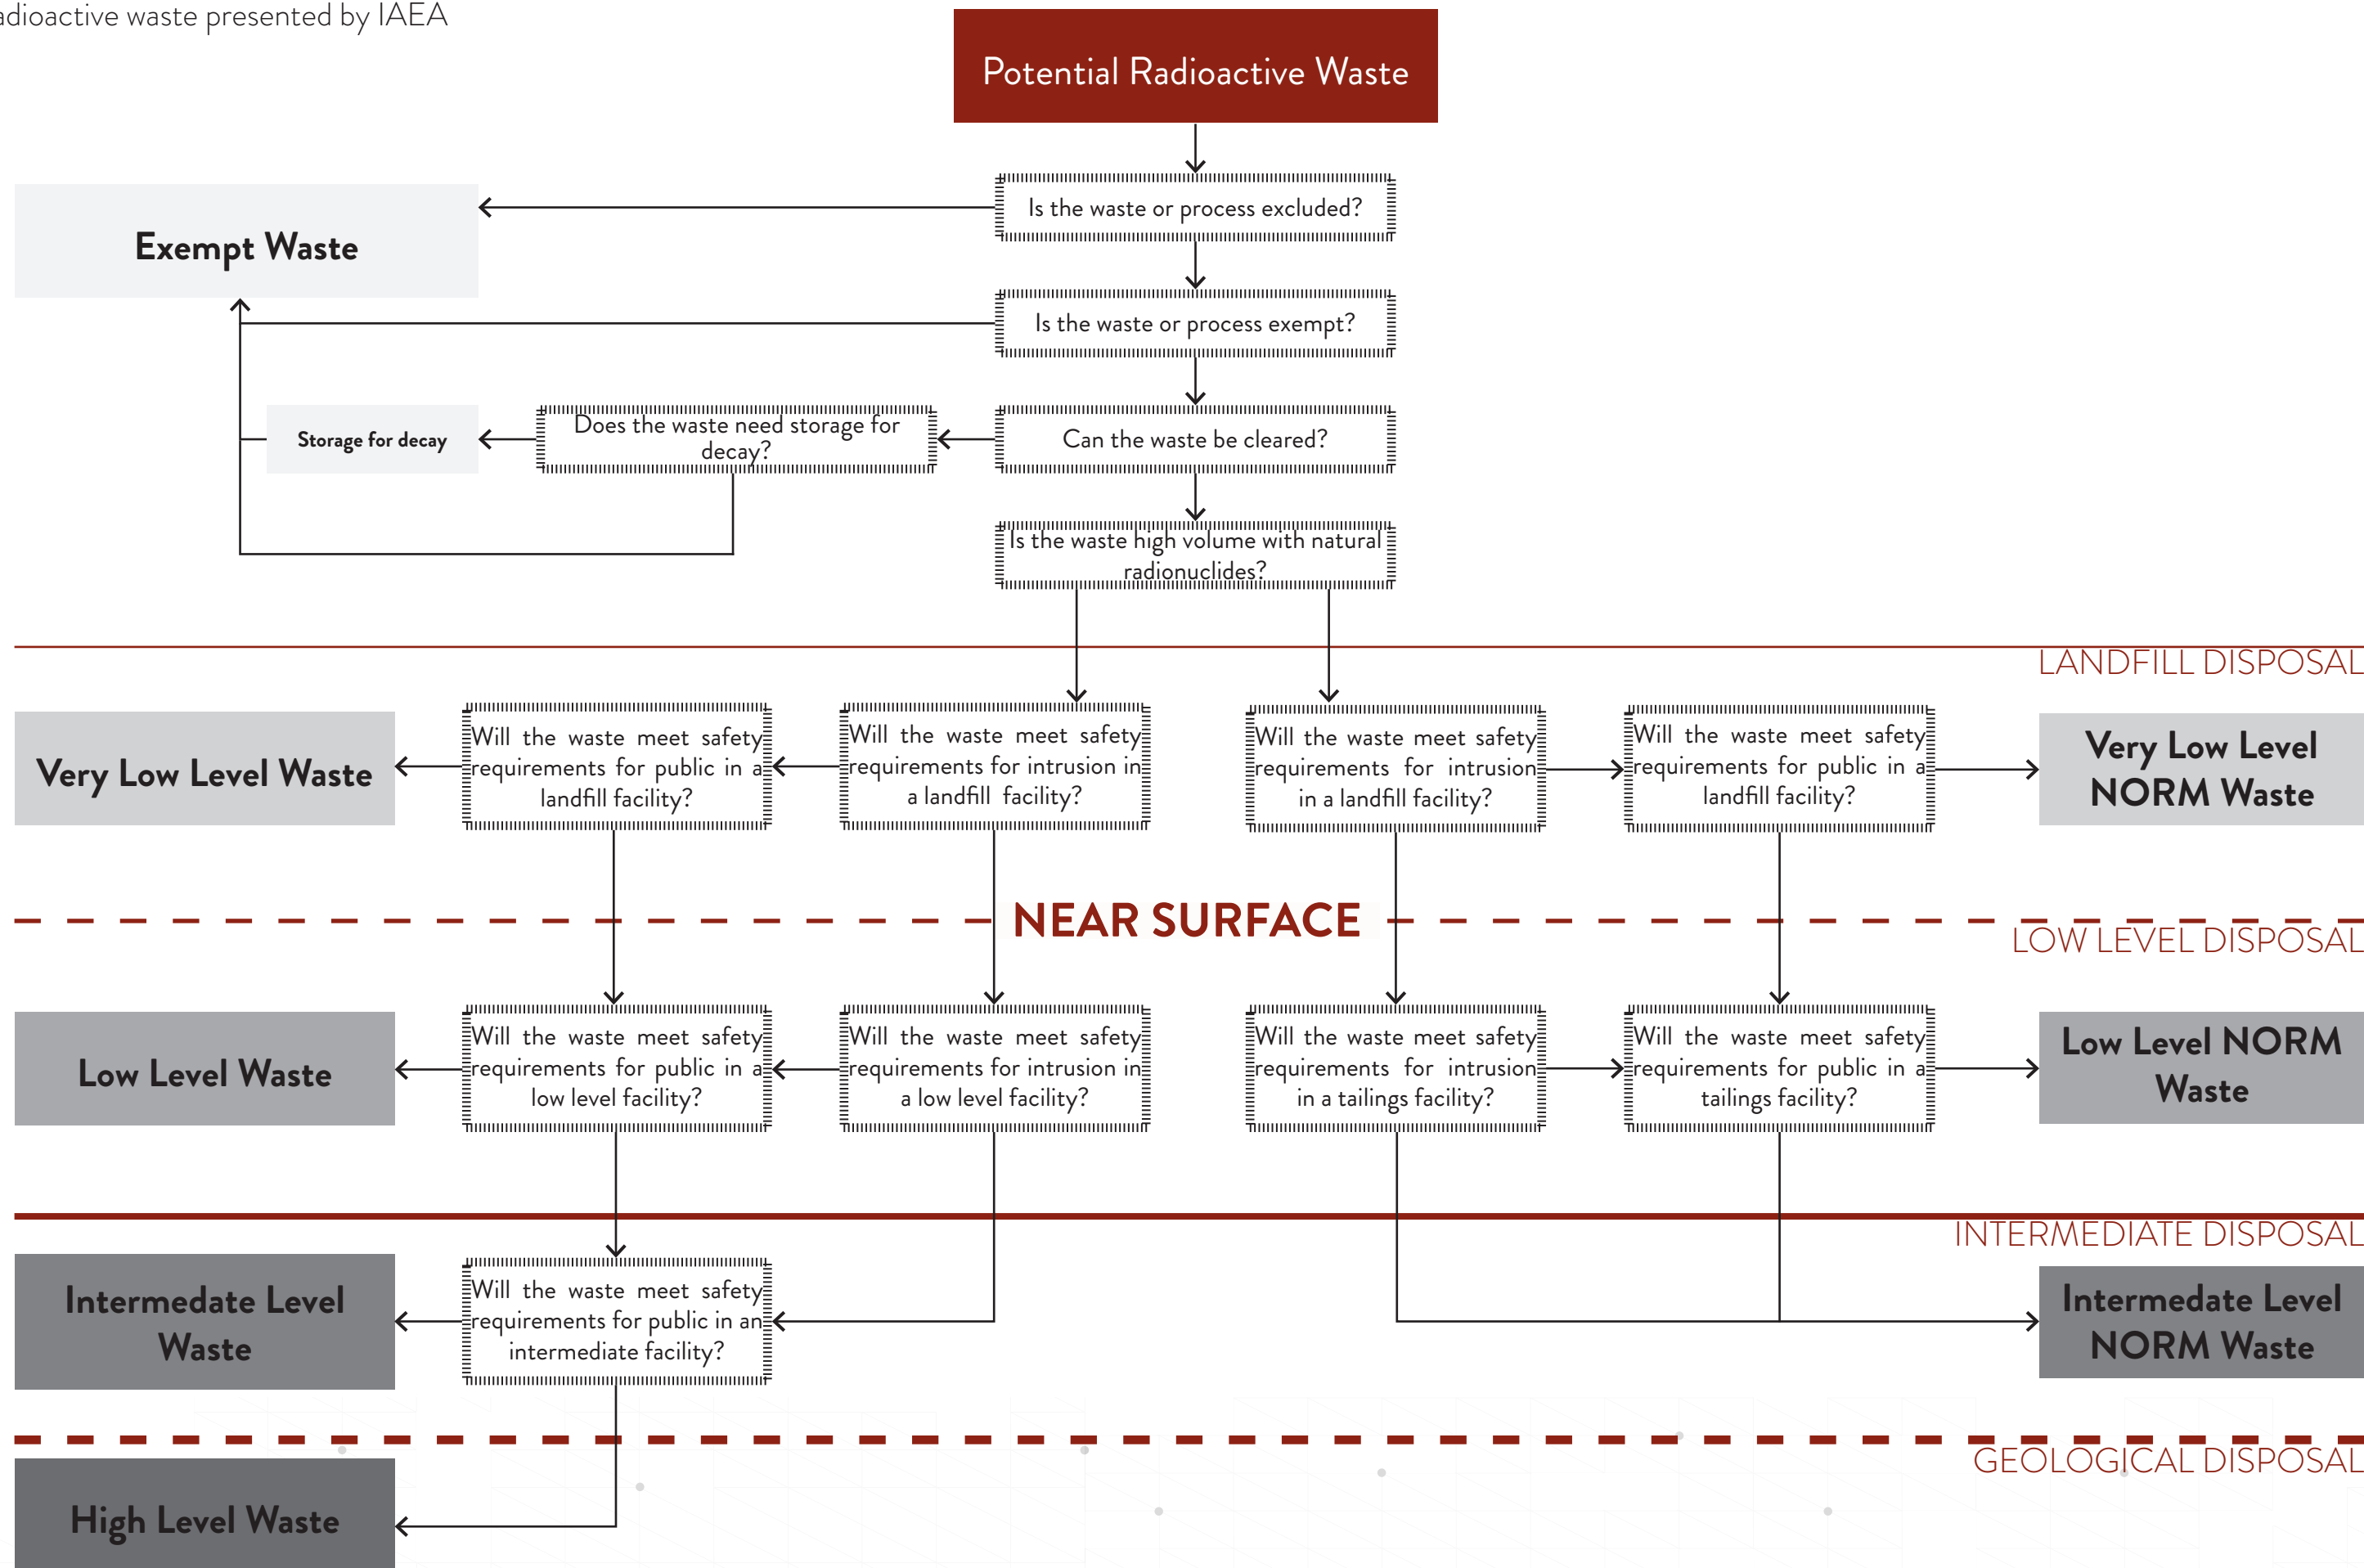 adioactive waste presented by IAEA
Potential Radioactive Waste
Is the waste or process excluded?
Exempt Waste
Is the waste or process exempt?
Storage for decay
Does the waste need storage for
decay?
Can the waste be cleared?
Is the waste high volume with natural
radionuclides?
LANDFILL DISPOSAL
Very Low Level Waste
Will the waste meet safety
requirements for public in a
landfill facility?
Will the waste meet safety
requirements for intrusion in
a landfill facility?
Will the waste meet safety
requirements for intrusion
in a landfill facility?
Will the waste meet safety
requirements for public in a
landfill facility?
Very Low Level
NORM Waste
NEAR SURFACE
LOW LEVEL DISPOSAL
Low Level Waste
Will the waste meet safety
requirements for public in a
low level facility?
Will the waste meet safety
requirements for intrusion in
a low level facility?
Will the waste meet safety
requirements for intrusion
in a tailings facility?
Will the waste meet safety
requirements for public in a
tailings facility?
Low Level NORM
Waste
INTERMEDIATE DISPOSAL
Intermedate Level
Waste
Will the waste meet safety
requirements for public in an
intermediate facility?
Intermedate Level
NORM Waste
GEOLOGICAL DISPOSAL
High Level Waste